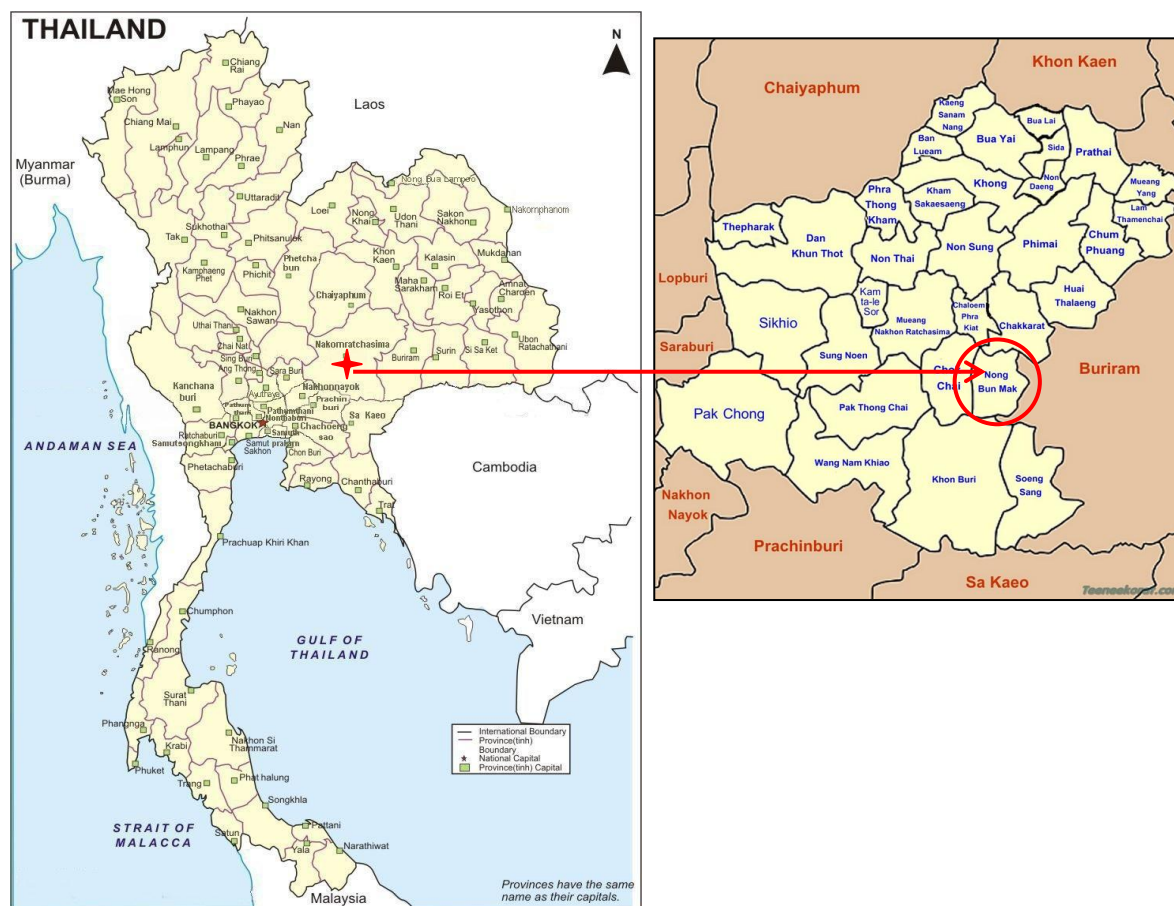 THAILAND
N
Chiang
Rai
Mae Hong
Son
Phayao
Laos
Chiang Mai
Nan
Lamphun
Lampang
Phrae
Myanmar
(Burma)
Nong Bua Lampoo
Uttaradit
Loei
Nong
Khai
Udon
Thani
Sakon
Nakhon
Nakornphanom
Sukhothai
Tak
Phitsanulok
Khon
Kaen
Kalasin
Mukdahan
Kamphaeng
Phet
Phichit
Phetcha
bun
Maha
Sarakham
Roi Et
Amnat
Charoen
Chaiyaphum
Yasothon
Nakhon
Sawan
Uthai Thani
Chai Nat
Nakornratchasima
Ubon
Ratachathani
Sing Buri
Buriram
Surin
Si Sa Ket
Ang Thong
Sara Buri
Kanchana
buri
Ayuthaya
Nakhonnayok
Prachin
buri
Sa Kaeo
Pathumthani
Nonthaburi
BANGKOK
Chachoeng
sao
Ratchaburi
Samutsongkham
Samut
Sakhon
prakarn
Chon Buri
ANDAMAN SEA
Phetachaburi
Cambodia
Rayong
Chanthaburi
Trat
Prachuap Khiri Khan
Chumphon
Vietnam
GULF OF
THAILAND
Ranong
Surat
Thani
Phangnga
Nakhon Si
Thammarat
Krabi
Phuket
Phat halung
Trang
Songkhla
STRAIT OF
MALACCA
Satun
Pattani
Yala
Narathiwat
Malaysia
International Boundary
Province(tinh)
Boundary
National Capital
Province(tinh) Capital
Provinces have the same
name as their capitals.
Khon Kaen
Chaiyaphum
Kaeng
Sanam
Nang
Bua Lai
Bua Yai
Ban
Lueam
Sida
Prathai
Non
Daeng
Mueang
Yang
Khong
Phra
Thong
Kham
Kham
Sakaesaeng
Lam
Thamenchai
Thepharak
Dan
Khun Thot
Non Thai
Non Sung
Phimai
Chum
Phuang
Lopburi
Kam
ta-le
Sor
Huai
Thalaeng
Chaloem
Phra
Kiat
Sikhio
Mueang
Nakhon Ratchasima
Chakkarat
Saraburi
Sung Noen
Chai
Nong
Bun Mak
Buriram
Pak Chong
Pak Thong Chai
Wang Nam Khiao
Khon Buri
Soeng
Sang
Nakhon
Nayok
Prachinburi
Sa Kaeo